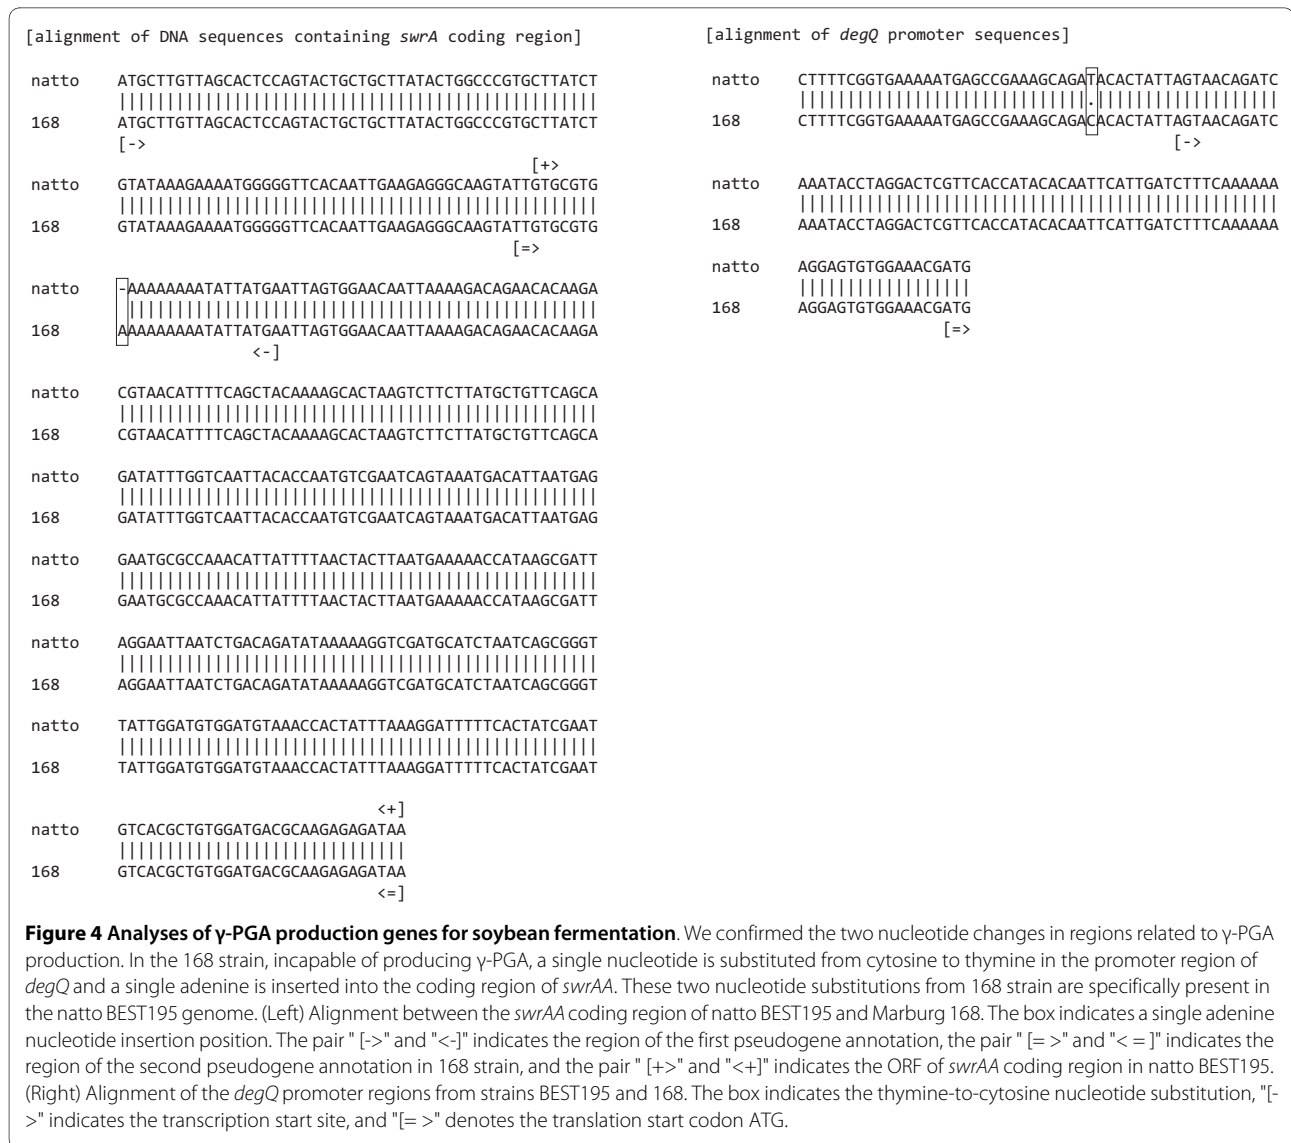 [alignment of DNA sequences containing swrA coding region]
natto ATGCTTGTTAGCACTCCAGTACTGCTGCTTATACTGGCCCGTGCTTATCT
||||||||||||||||||||||||||||||||||||||||||||||||||
168 ATGCTTGTTAGCACTCCAGTACTGCTGCTTATACTGGCCCGTGCTTATCT
[->
[+>
natto GTATAAAGAAAATGGGGGTTCACAATTGAAGAGGGCAAGTATTGTGCGTG
||||||||||||||||||||||||||||||||||||||||||||||||||
168 GTATAAAGAAAATGGGGGTTCACAATTGAAGAGGGCAAGTATTGTGCGTG
[=>
natto -AAAAAAAATATTATGAATTAGTGGAACAATTAAAAGACAGAACACAAGA
|||||||||||||||||||||||||||||||||||||||||||||||||
168 AAAAAAAAATATTATGAATTAGTGGAACAATTAAAAGACAGAACACAAGA
<-]
natto CGTAACATTTTCAGCTACAAAAGCACTAAGTCTTCTTATGCTGTTCAGCA
||||||||||||||||||||||||||||||||||||||||||||||||||
168 CGTAACATTTTCAGCTACAAAAGCACTAAGTCTTCTTATGCTGTTCAGCA
natto GATATTTGGTCAATTACACCAATGTCGAATCAGTAAATGACATTAATGAG
||||||||||||||||||||||||||||||||||||||||||||||||||
168 GATATTTGGTCAATTACACCAATGTCGAATCAGTAAATGACATTAATGAG
natto GAATGCGCCAAACATTATTTTAACTACTTAATGAAAAACCATAAGCGATT
||||||||||||||||||||||||||||||||||||||||||||||||||
168 GAATGCGCCAAACATTATTTTAACTACTTAATGAAAAACCATAAGCGATT
natto AGGAATTAATCTGACAGATATAAAAAGGTCGATGCATCTAATCAGCGGGT
||||||||||||||||||||||||||||||||||||||||||||||||||
168 AGGAATTAATCTGACAGATATAAAAAGGTCGATGCATCTAATCAGCGGGT
natto TATTGGATGTGGATGTAAACCACTATTTAAAGGATTTTTCACTATCGAAT
||||||||||||||||||||||||||||||||||||||||||||||||||
168 TATTGGATGTGGATGTAAACCACTATTTAAAGGATTTTTCACTATCGAAT
<+]
natto GTCACGCTGTGGATGACGCAAGAGAGATAA
||||||||||||||||||||||||||||||
168 GTCACGCTGTGGATGACGCAAGAGAGATAA
<=]
[alignment of degQ promoter sequences]
natto CTTTTCGGTGAAAAATGAGCCGAAAGCAGATACACTATTAGTAACAGATC
||||||||||||||||||||||||||||||.|||||||||||||||||||
168 CTTTTCGGTGAAAAATGAGCCGAAAGCAGACACACTATTAGTAACAGATC
[->
natto AAATACCTAGGACTCGTTCACCATACACAATTCATTGATCTTTCAAAAAA
||||||||||||||||||||||||||||||||||||||||||||||||||
168 AAATACCTAGGACTCGTTCACCATACACAATTCATTGATCTTTCAAAAAA
natto AGGAGTGTGGAAACGATG
||||||||||||||||||
168 AGGAGTGTGGAAACGATG
[=>
Figure 4 Analyses of γ-PGA production genes for soybean fermentation. We confirmed the two nucleotide changes in regions related to γ-PGA
production. In the 168 strain, incapable of producing γ-PGA, a single nucleotide is substituted from cytosine to thymine in the promoter region of
degQ and a single adenine is inserted into the coding region of swrAA. These two nucleotide substitutions from 168 strain are specifically present in
the natto BEST195 genome. (Left) Alignment between the swrAA coding region of natto BEST195 and Marburg 168. The box indicates a single adenine
nucleotide insertion position. The pair " [->" and "<-]" indicates the region of the first pseudogene annotation, the pair " [= >" and "< = ]" indicates the
region of the second pseudogene annotation in 168 strain, and the pair " [+>" and "<+]" indicates the ORF of swrAA coding region in natto BEST195.
(Right) Alignment of the degQ promoter regions from strains BEST195 and 168. The box indicates the thymine-to-cytosine nucleotide substitution, "[-
>" indicates the transcription start site, and "[= >" denotes the translation start codon ATG.